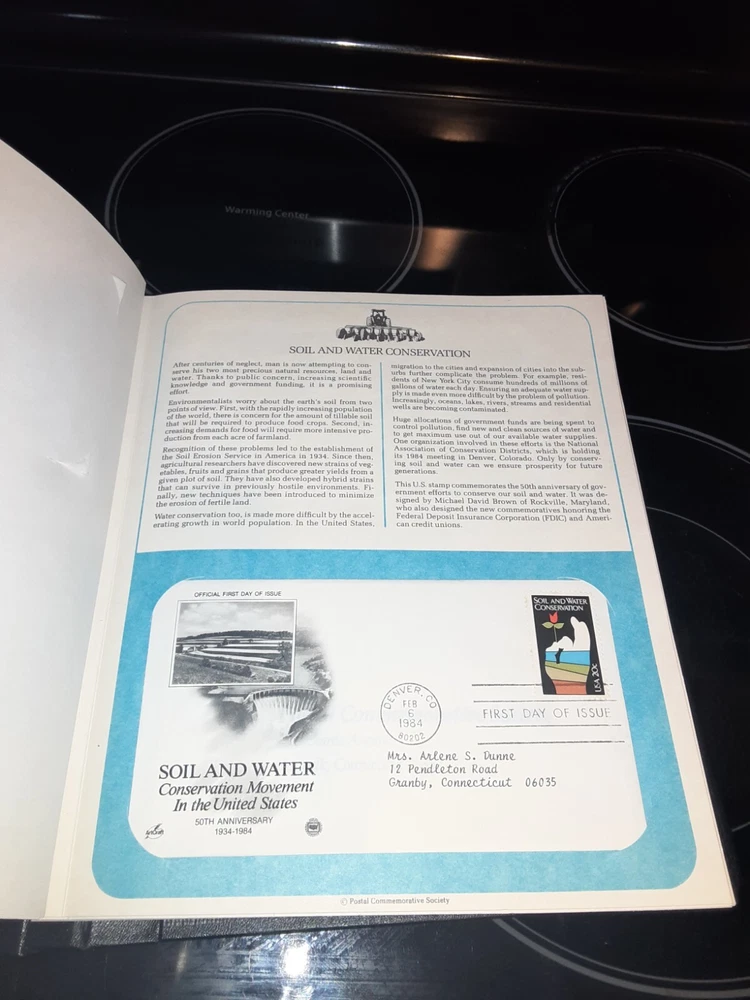 Warming Center
SOIL AND WATER CONSERVATION
After centuries of neglect, man is now attempting to con-
serve his two most precious natural resources, land and
water. Thanks to public concern, increasing scientific
knowledge and government funding, it is a promising
effort.
Environmentalists worry about the earth's soil from two
points of view. First, with the rapidly increasing population
of the world, there is concern for the amount of tillable soil
that will be required to produce food crops. Second, in-
creasing demands for food will require more intensive pro-
duction from each acre of farmland.
Recognition of these problems led to the establishment of
the Soil Erosion Service in America in 1934. Since then,
agricultural researchers have discovered new strains of veg-
etables, fruits and grains that produce greater yields from a
given plot of soil. They have also developed hybrid strains
that can survive in previously hostile environments. Fi-
nally, new techniques have been introduced to minimize
the erosion of fertile land.
Water conservation too, is made more difficult by the accel-
erating growth in world population. In the United States,
migration to the cities and expansion of cities into the sub-
urbs further complicate the problem. For example, resi-
dents of New York City consume hundreds of millions of
gallons of water each day. Ensuring an adequate water sup-
ply is made even more difficult by the problem of pollution.
Increasingly, oceans, lakes, rivers, streams and residential
wells are becoming contaminated.
Huge allocations of government funds are being spent to
control pollution, find new and clean sources of water and
to get maximum use out of our available water supplies.
One organization involved in these efforts is the National
Association of Conservation Districts, which is holding
its 1984 meeting in Denver, Colorado. Only by conserv-
ing soil and water can we ensure prosperity for future
generations.
This U.S. stamp commemorates the 50th anniversary of gov-
ernment efforts to conserve our soil and water. It was de-
signed by Michael David Brown of Rockville, Maryland,
who also designed the new commemoratives honoring the
Federal Deposit Insurance Corporation (FDIC) and Ameri-
can credit unions.
OFFICIAL FIRST DAY OF ISSUE
SOIL AND WATER
CONSERVATION
USA 20c
DENVER, CO
FEB
6
1984
80202
FIRST DAY OF ISSUE
Mrs. Arlene S. Dunne
12 Pendleton Road
Granby, Connecticut 06035
SOIL AND WATER
Conservation Movement
In the United States
50TH ANNIVERSARY
1934-1984
Artcraft
© Postal Commemorative Society